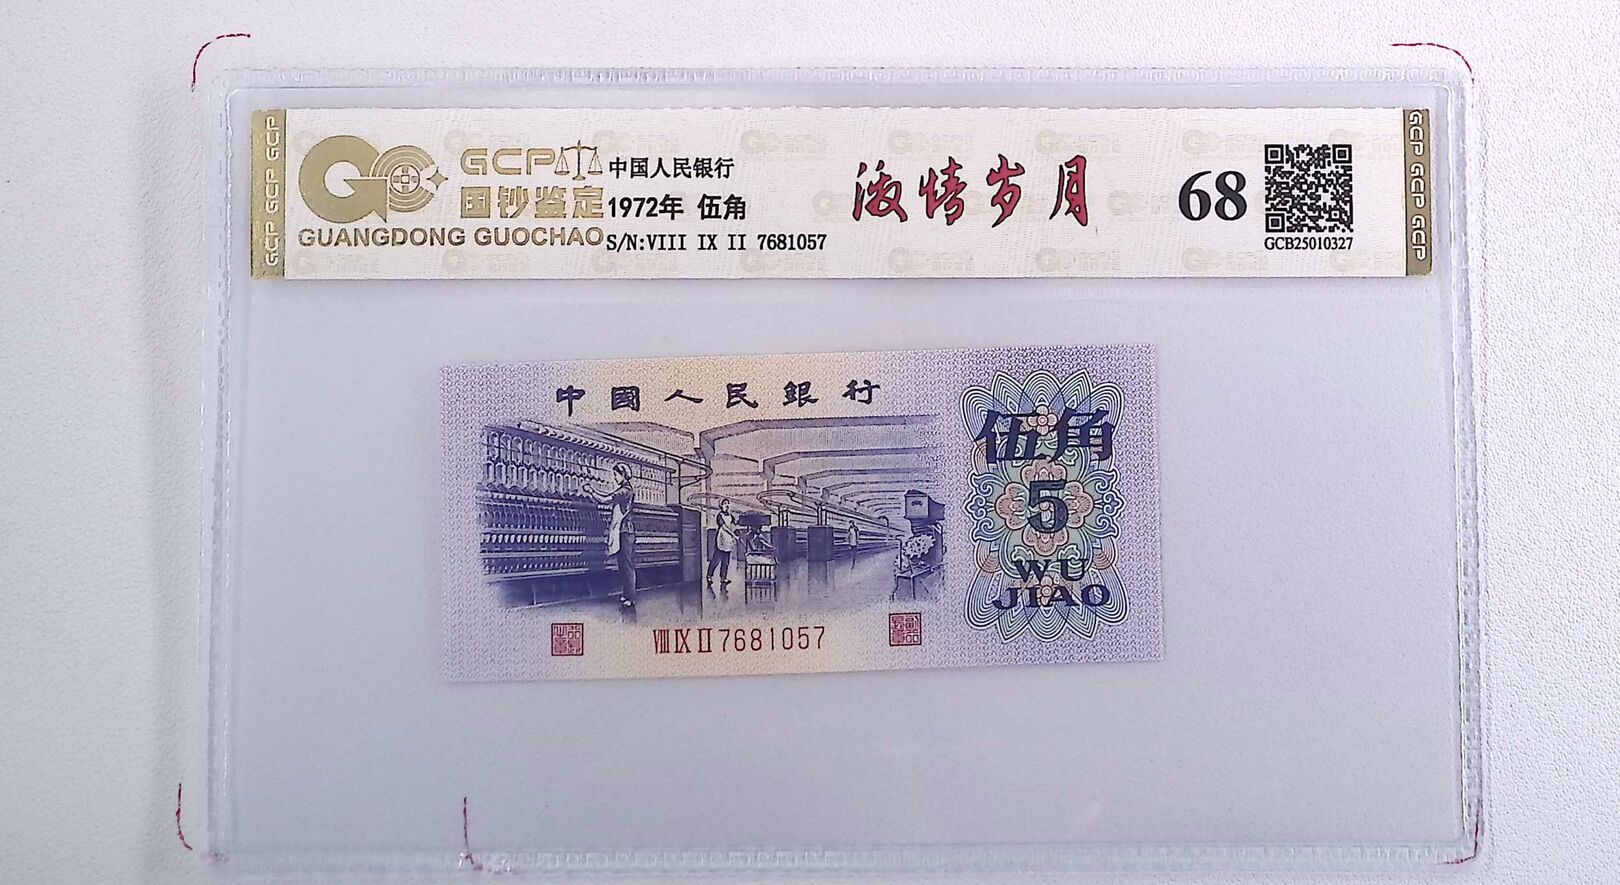 GCP GCP GCP
GCP
国钞鉴定
GUANGDONG GUOCHAO
中国人民银行
1972年 伍角
S/N:VIII IX II 7681057
激情岁月
68
GCB25010327
GCP GCP GCP
中國人民銀行
伍角
5
WU
JIAO
VIII IX II 7681057